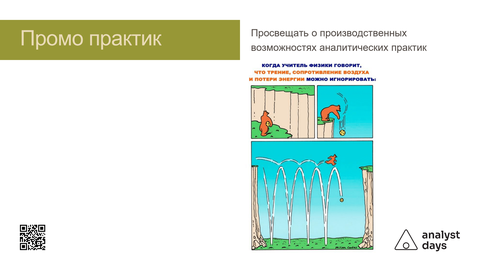 Промо практик
Просвещать о производственных
возможностях аналитических практик
КОГДА УЧИТЕЛЬ ФИЗИКИ ГОВОРИТ,
ЧТО ТРЕНИЕ, СОПРОТИВЛЕНИЕ ВОЗДУХА
И ПОТЕРИ ЭНЕРГИИ МОЖНО ИГНОРИРОВАТЬ:
analyst
days